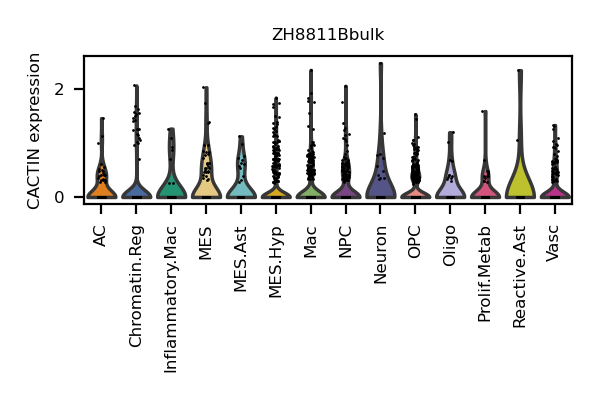 ZH8811Bbulk
CACTIN expression
2
0
AC
Chromatin.Reg
Inflammatory.Mac
MES
MES.Ast
MES.Hyp
Mac
NPC
Neuron
OPC
Oligo
Prolif.Metab
Reactive.Ast
Vasc